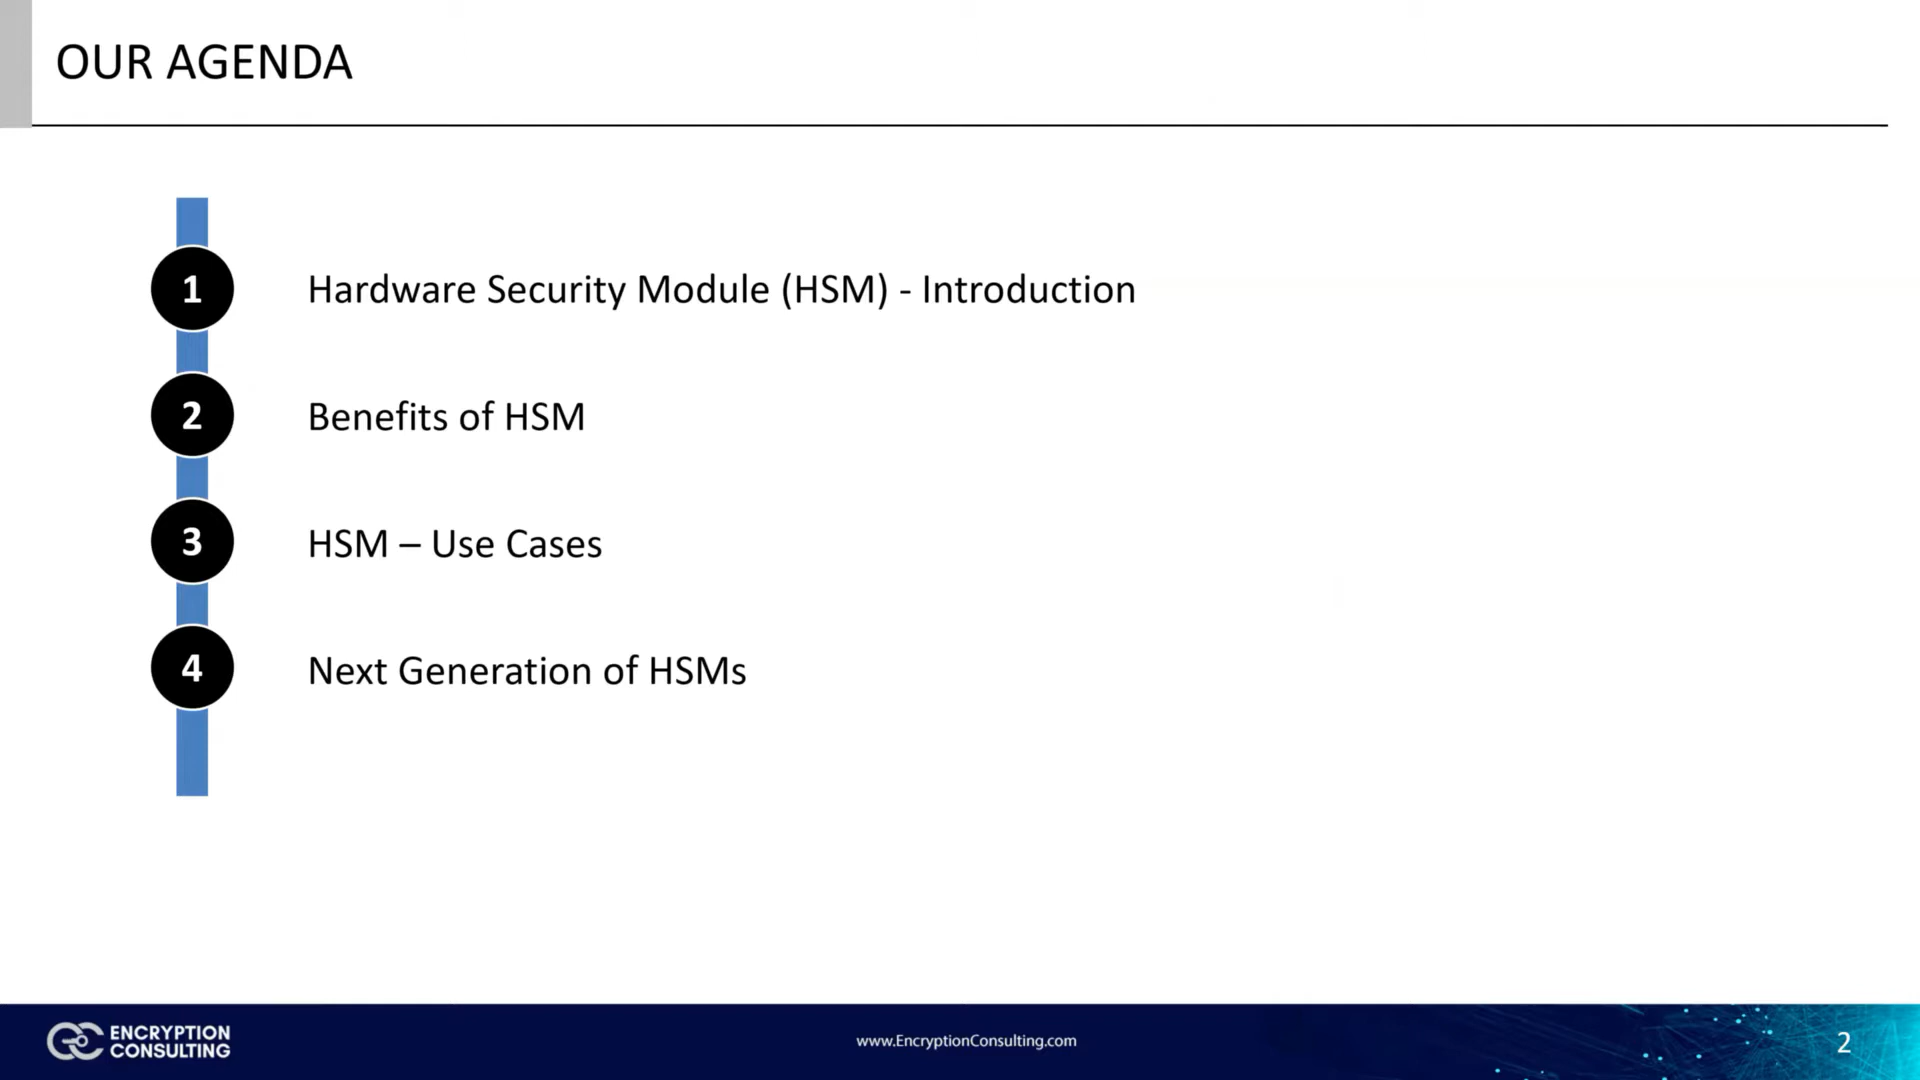 OUR AGENDA
1 Hardware Security Module (HSM) - Introduction
2 Benefits of HSM
3 HSM – Use Cases
4 Next Generation of HSMs
ENCRYPTION
CONSULTING
www.EncryptionConsulting.com
2